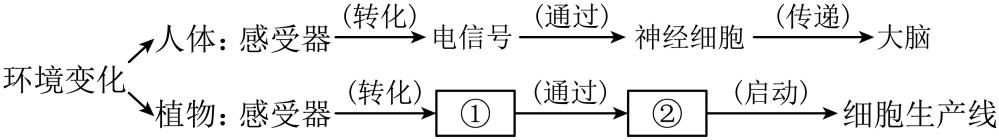 (转化) (通过) (传递)
人体：感受器 电信号 神经细胞 大脑
环境变化
(转化) (通过) (启动)
植物：感受器 ① ② 细胞生产线